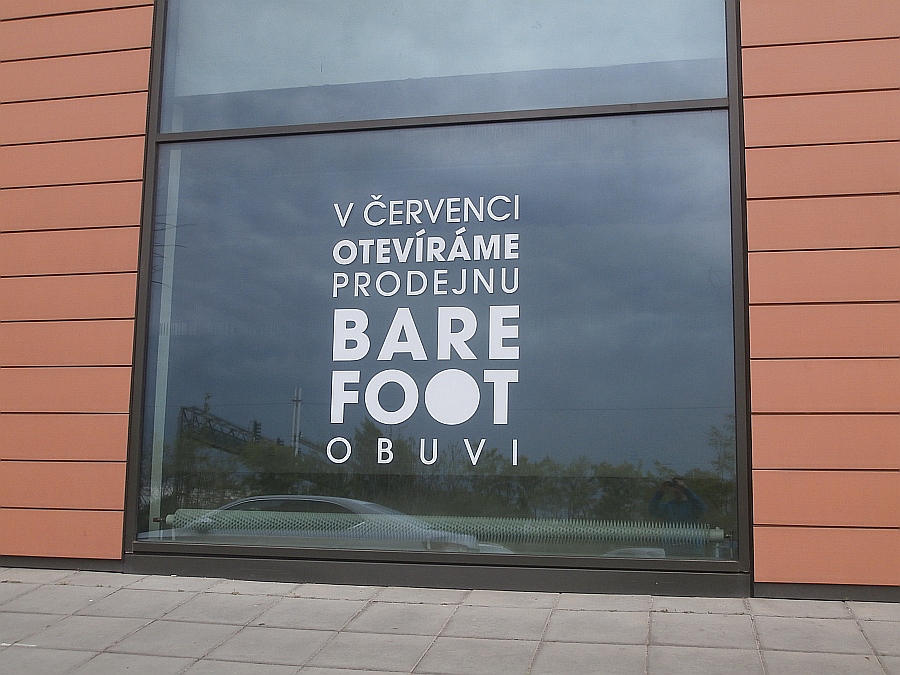 V ČERVENCI
OTEVÍRÁME
PRODEJNU
BARE
FOOT
OBUVI